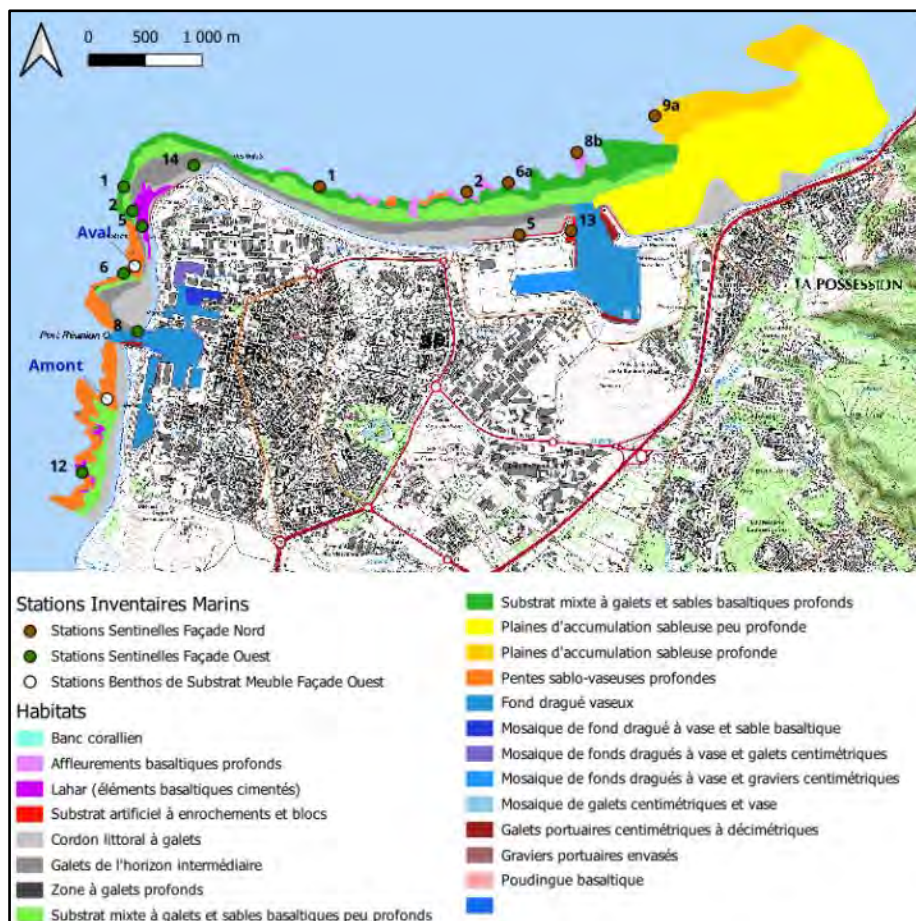 0 500 1 000 m
9a
8b
14
6a
1
1
2
2
5
5
13
Aval
6
LA POSSESSION
8
Port Réunion
Amont
12
Stations Inventaires Marins
Stations Sentinelles Façade Nord
Stations Sentinelles Façade Ouest
Stations Benthos de Substrat Meuble Façade Ouest
Habitats
Banc corallien
Affleurements basaltiques profonds
Lahar (éléments basaltiques cimentés)
Substrat artificiel à enrochements et blocs
Cordon littoral à galets
Galets de l'horizon intermédiaire
Zone à galets profonds
Substrat mixte à galets et sables basaltiques peu profonds
Substrat mixte à galets et sables basaltiques profonds
Plaines d'accumulation sableuse peu profonde
Plaines d'accumulation sableuse profonde
Pentes sablo-vaseuses profondes
Fond dragué vaseux
Mosaique de fond dragué à vase et sable basaltique
Mosaique de fonds dragués à vase et galets centimétriques
Mosaique de fonds dragués à vase et graviers centimétriques
Mosaique de galets centimétriques et vase
Galets portuaires centimétriques à décimétriques
Graviers portuaires envasés
Poudingue basaltique